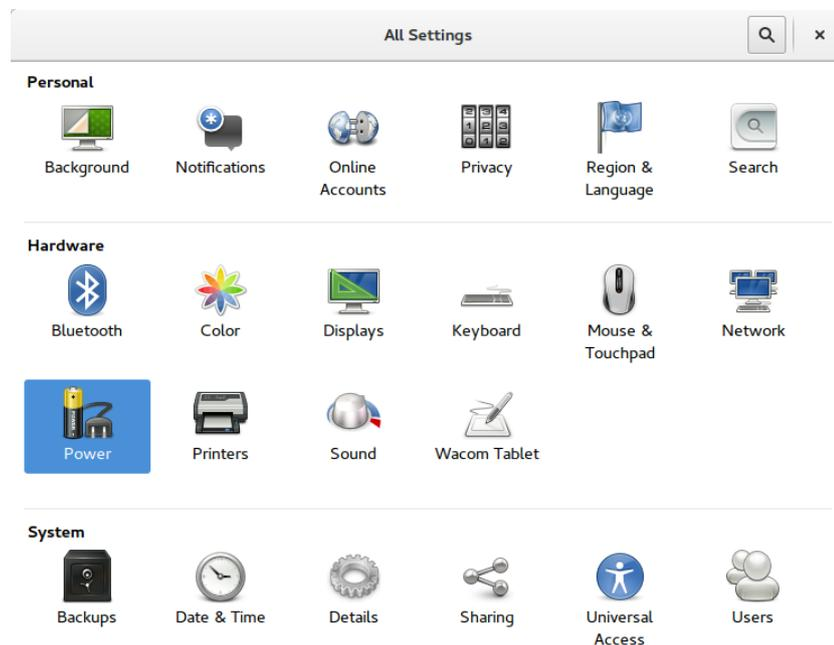 All Settings
Personal
Background
Notifications
Online
Accounts
Privacy
Region &
Language
Search
Hardware
Bluetooth
Color
Displays
Keyboard
Mouse &
Touchpad
Network
Power
Printers
Sound
Wacom Tablet
System
Backups
Date & Time
Details
Sharing
Universal
Access
Users